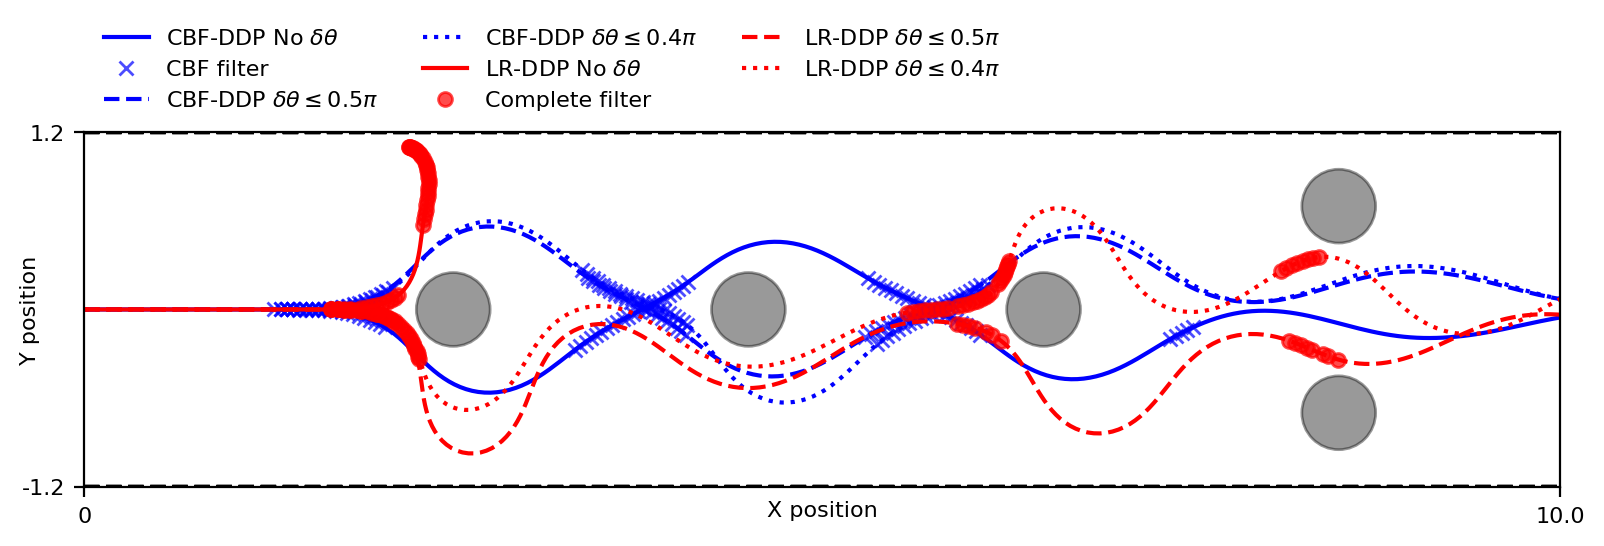 CBF-DDP No δθ
CBF filter
CBF-DDP δθ ≤ 0.5π
CBF-DDP δθ ≤ 0.4π
LR-DDP No δθ
Complete filter
LR-DDP δθ ≤ 0.5π
LR-DDP δθ ≤ 0.4π
1.2
Y position
-1.2
0
X position
10.0